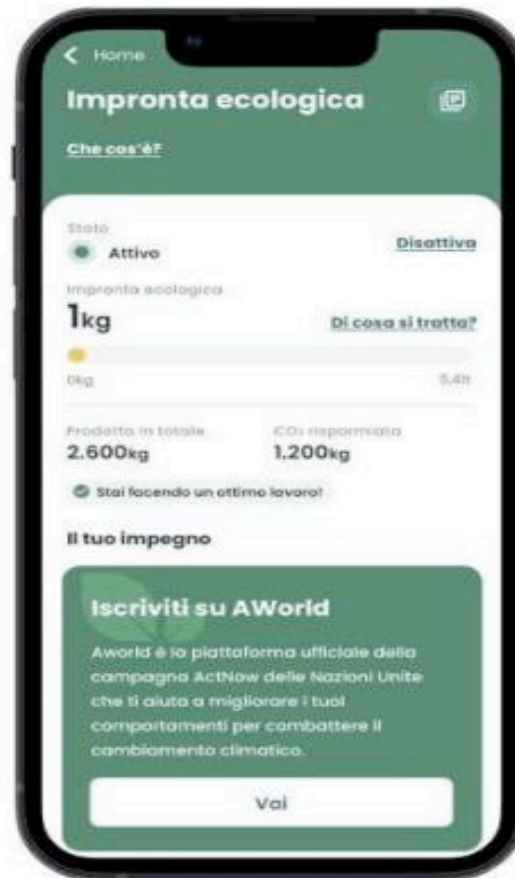 Home
Impronta ecologica
Che cos'è?
Stato
Attivo
Disattiva
Impronta ecologica
1kg
Di cosa si tratta?
0kg
5,4t
Prodotta in totale
CO₂ risparmiata
2.600kg
1.200kg
Stai facendo un ottimo lavoro!
Il tuo impegno
Iscriviti su AWorld
Aworld è la piattaforma ufficiale della
campagna ActNow delle Nazioni Unite
che ti aiuta a migliorare i tuoi
comportamenti per combattere il
cambiamento climatico.
Vai